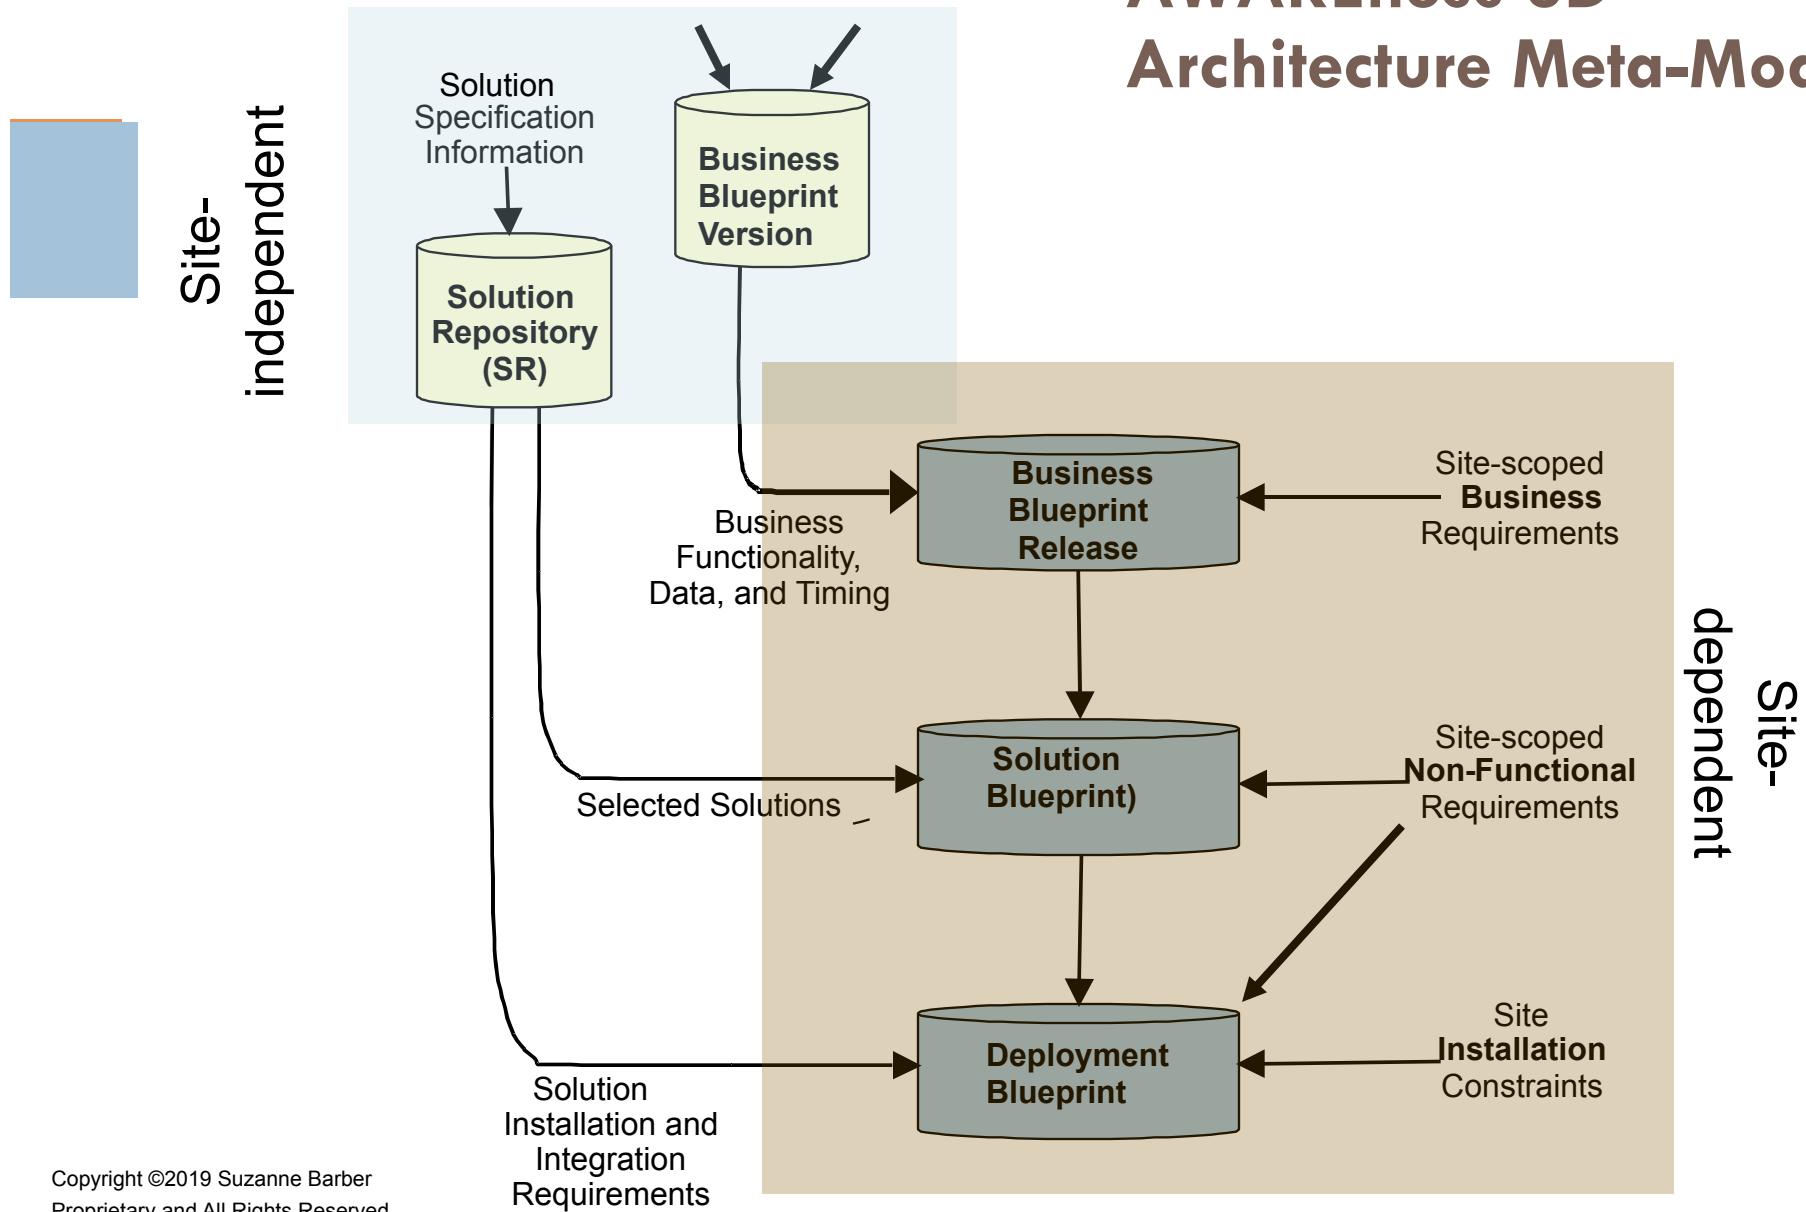 Architecture Meta-Mod
Site-
independent
Solution
Specification
Information
Business
Blueprint
Version
Solution
Repository
(SR)
Business
Blueprint
Release
Site-scoped
Business
Requirements
Business
Functionality,
Data, and Timing
Site-
dependent
Solution
Blueprint)
Site-scoped
Non-Functional
Requirements
Selected Solutions
Deployment
Blueprint
Site
Installation
Constraints
Solution
Installation and
Integration
Requirements
Copyright ©2019 Suzanne Barber
Proprietary and All Rights Reserved